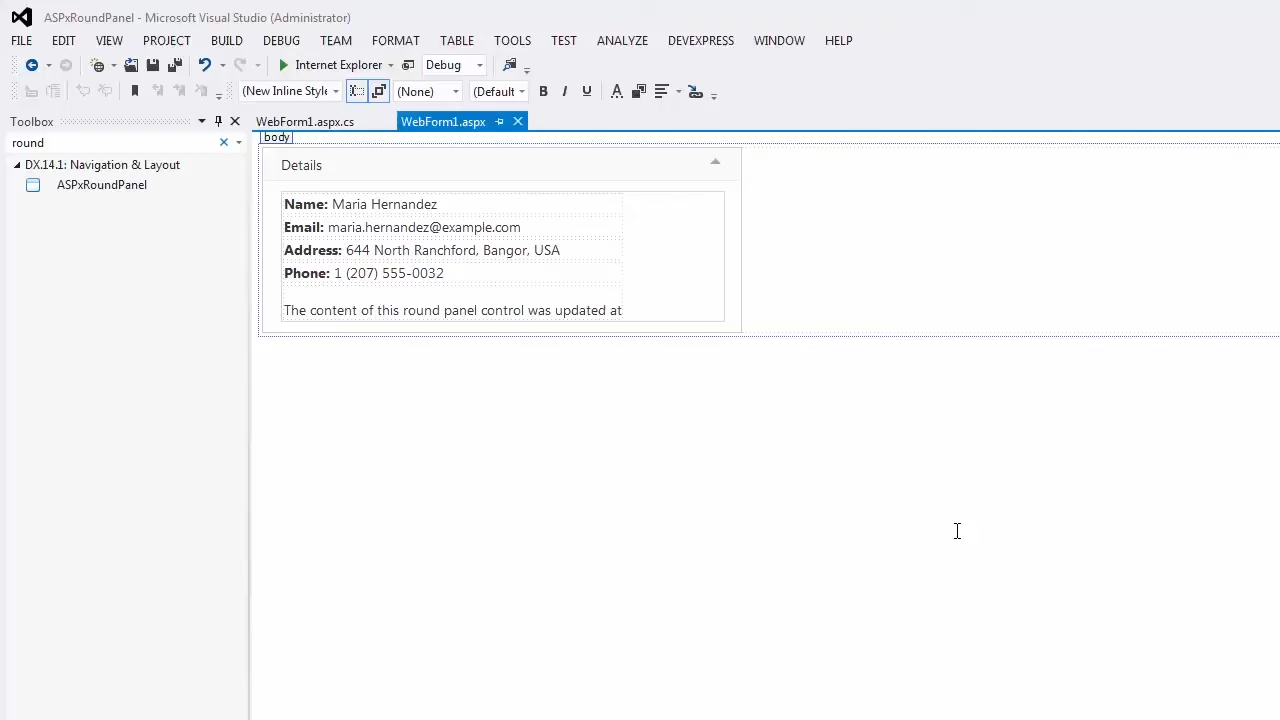 ASPxRoundPanel - Microsoft Visual Studio (Administrator)
FILE EDIT VIEW PROJECT BUILD DEBUG TEAM FORMAT TABLE TOOLS TEST ANALYZE DEVEXPRESS WINDOW HELP
Internet Explorer Debug
(New Inline Style (None) (Default B I U A
Toolbox WebForm1.aspx.cs WebForm1.aspx
round
body
DX.14.1: Navigation & Layout
ASPxRoundPanel
Details
Name: Maria Hernandez
Email: maria.hernandez@example.com
Address: 644 North Ranchford, Bangor, USA
Phone: 1 (207) 555-0032
The content of this round panel control was updated at